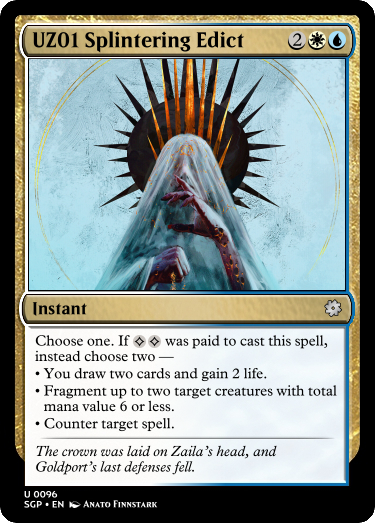 UZ01 Splintering Edict 2
Instant
Choose one. If was paid to cast this spell,
instead choose two —
• You draw two cards and gain 2 life.
• Fragment up to two target creatures with total
mana value 6 or less.
• Counter target spell.
The crown was laid on Zaila's head, and
Goldport's last defenses fell.
U 0096
SGP • EN Anato Finnstark